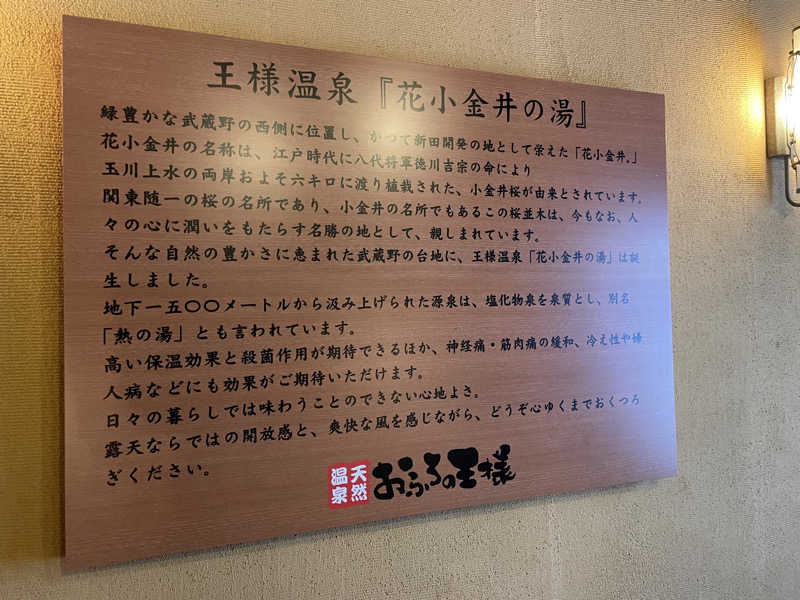 王様温泉『花小金井の湯』
緑豊かな武蔵野の西側に位置し、かつて新田開発の地として栄えた「花小金井。」
花小金井の名称は、江戸時代に八代将軍徳川吉宗の命により
玉川上水の両岸およそ六キロに渡り植栽された、小金井桜が由来とされています。
関東随一の桜の名所であり、小金井の名所でもあるこの桜並木は、今もなお、人
々の心に潤いをもたらす名勝の地として、親しまれています。
そんな自然の豊かさに恵まれた武蔵野の台地に、王様温泉「花小金井の湯」は誕
生しました。
地下一五〇〇メートルから汲み上げられた源泉は、塩化物泉を泉質とし、別名
「熱の湯」とも言われています。
高い保温効果と殺菌作用が期待できるほか、神経痛・筋肉痛の緩和、冷え性や婦
人病などにも効果がご期待いただけます。
日々の暮らしでは味わうことのできない心地よさ。
露天ならではの開放感と、爽快な風を感じながら、どうぞ心ゆくまでおくつろ
ぎください。
天然温泉 おふろの王様